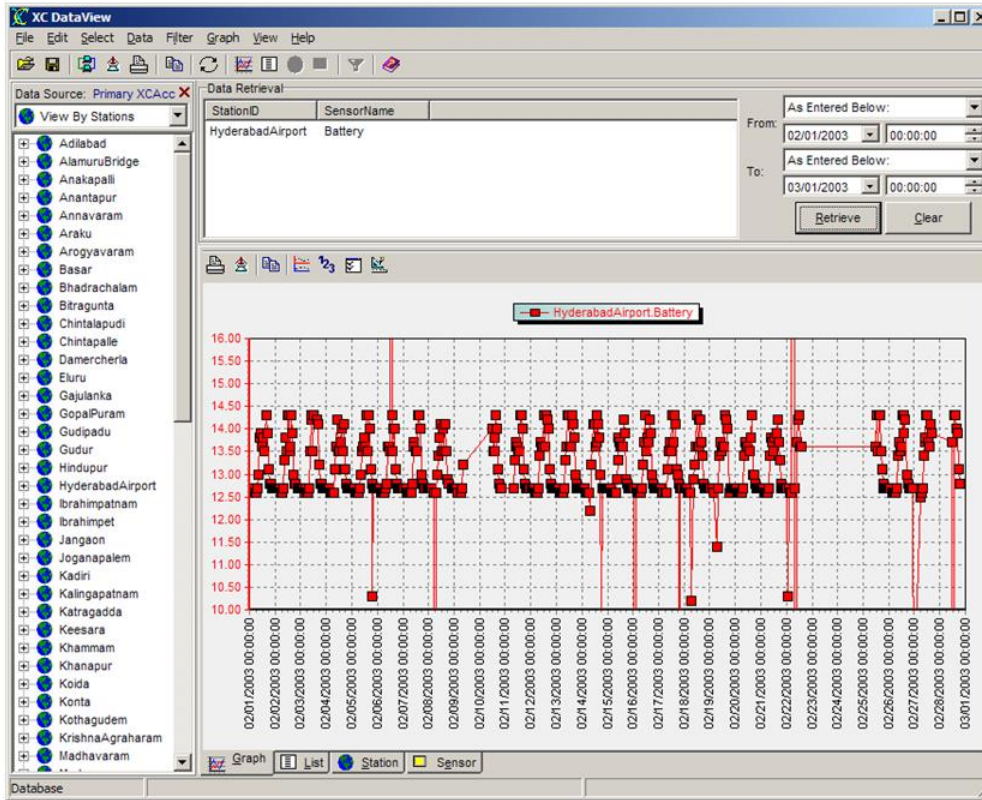 XC DataView
File Edit Select Data Filter Graph View Help
Data Source: Primary XCAcc
View By Stations
Adilabad
AlamuruBridge
Anakapalli
Anantapur
Annavaram
Araku
Arogyavaram
Basar
Bhadrachalam
Bitragunta
Chintalapudi
Chintapalle
Damercherla
Eluru
Gajulanka
GopalPuram
Gudipadu
Gudur
Hindupur
HyderabadAirport
Ibrahimpatnam
Ibrahimpet
Jangaon
Joganapalem
Kadiri
Kalingapatnam
Katragadda
Keesara
Khammam
Khanapur
Koida
Konta
Kothagudem
KrishnaAgraharam
Madhavaram
Data Retrieval
StationID SensorName
HyderabadAirport Battery
From:
As Entered Below:
02/01/2003 00:00:00
To:
As Entered Below:
03/01/2003 00:00:00
Retrieve Clear
HyderabadAirport.Battery
16.00
15.50
15.00
14.50
14.00
13.50
13.00
12.50
12.00
11.50
11.00
10.50
10.00
02/01/2003 00:00:00
02/02/2003 00:00:00
02/03/2003 00:00:00
02/04/2003 00:00:00
02/05/2003 00:00:00
02/06/2003 00:00:00
02/07/2003 00:00:00
02/08/2003 00:00:00
02/09/2003 00:00:00
02/10/2003 00:00:00
02/11/2003 00:00:00
02/12/2003 00:00:00
02/13/2003 00:00:00
02/14/2003 00:00:00
02/15/2003 00:00:00
02/16/2003 00:00:00
02/17/2003 00:00:00
02/18/2003 00:00:00
02/19/2003 00:00:00
02/20/2003 00:00:00
02/21/2003 00:00:00
02/22/2003 00:00:00
02/23/2003 00:00:00
02/24/2003 00:00:00
02/25/2003 00:00:00
02/26/2003 00:00:00
02/27/2003 00:00:00
02/28/2003 00:00:00
03/01/2003 00:00:00
Graph List Station Sensor
Database